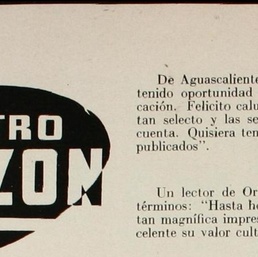 TRO
ZON
De Aguascaliente
tenido oportunidad
cación. Felicito calu
tan selecto y las se
cuenta. Quisiera ten
publicados".
Un lector de Or
términos: "Hasta he
tan magnífica impres
celente su valor cult